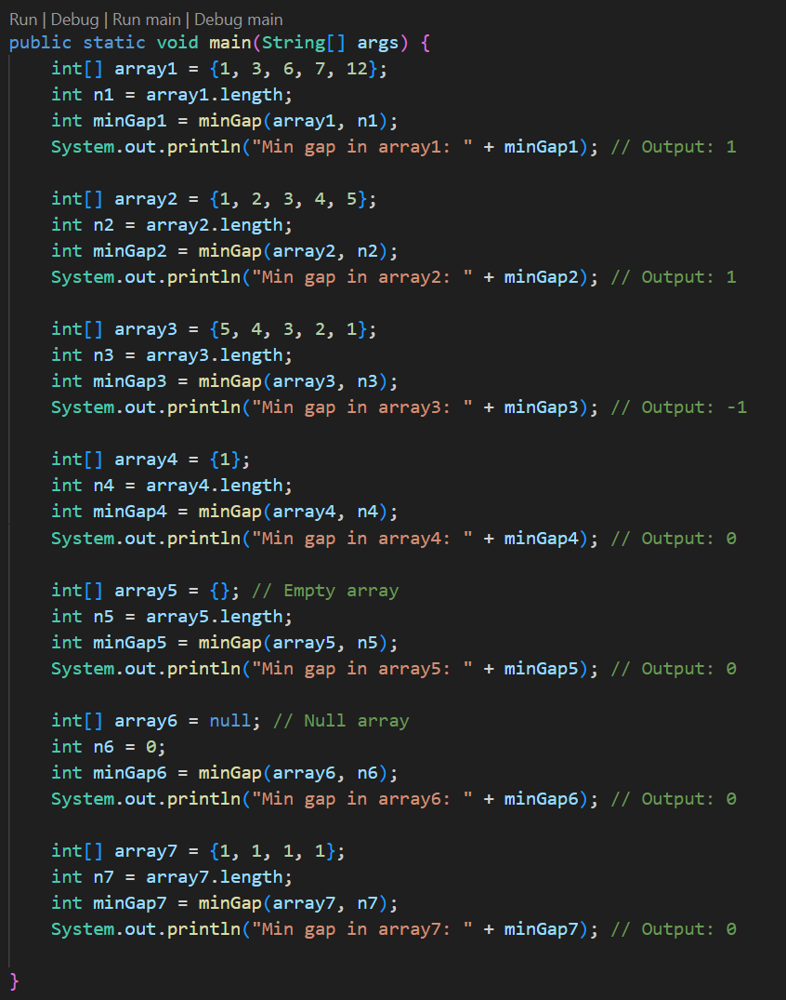 Run | Debug | Run main | Debug main
public static void main(String[] args) {
    int[] array1 = {1, 3, 6, 7, 12};
    int n1 = array1.length;
    int minGap1 = minGap(array1, n1);
    System.out.println("Min gap in array1: " + minGap1); // Output: 1

    int[] array2 = {1, 2, 3, 4, 5};
    int n2 = array2.length;
    int minGap2 = minGap(array2, n2);
    System.out.println("Min gap in array2: " + minGap2); // Output: 1

    int[] array3 = {5, 4, 3, 2, 1};
    int n3 = array3.length;
    int minGap3 = minGap(array3, n3);
    System.out.println("Min gap in array3: " + minGap3); // Output: -1

    int[] array4 = {1};
    int n4 = array4.length;
    int minGap4 = minGap(array4, n4);
    System.out.println("Min gap in array4: " + minGap4); // Output: 0

    int[] array5 = {}; // Empty array
    int n5 = array5.length;
    int minGap5 = minGap(array5, n5);
    System.out.println("Min gap in array5: " + minGap5); // Output: 0

    int[] array6 = null; // Null array
    int n6 = 0;
    int minGap6 = minGap(array6, n6);
    System.out.println("Min gap in array6: " + minGap6); // Output: 0

    int[] array7 = {1, 1, 1, 1};
    int n7 = array7.length;
    int minGap7 = minGap(array7, n7);
    System.out.println("Min gap in array7: " + minGap7); // Output: 0

}